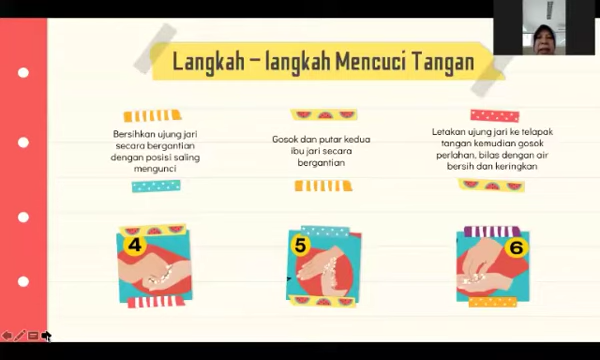 Langkah – langkah Mencuci Tangan
Bersihkan ujung jari
secara bergantian
dengan posisi saling
mengunci
Gosok dan putar kedua
ibu jari secara
bergantian
Letakan ujung jari ke telapak
tangan kemudian gosok
perlahan, bilas dengan air
bersih dan keringkan
4
5
6